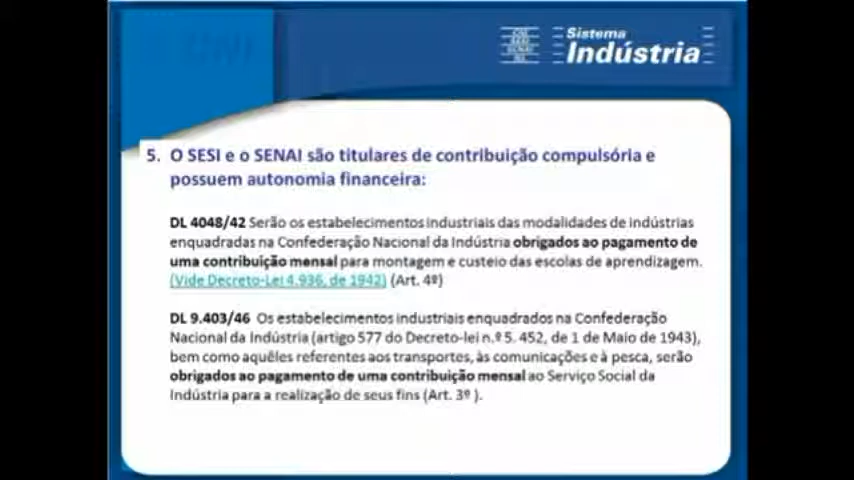 Sistema
Indústria
5. O SESI e o SENAI são titulares de contribuição compulsória e
possuem autonomia financeira:
DL 4048/42 Serão os estabelecimentos industriais das modalidades de indústrias
enquadradas na Confederação Nacional da Indústria obrigados ao pagamento de
uma contribuição mensal para montagem e custeio das escolas de aprendizagem.
(Vide Decreto-Lei 4.936, de 1942) (Art. 4º)
DL 9.403/46 Os estabelecimentos industriais enquadrados na Confederação
Nacional da Indústria (artigo 577 do Decreto-lei n.º 5. 452, de 1 de Maio de 1943),
bem como aquêles referentes aos transportes, às comunicações e à pesca, serão
obrigados ao pagamento de uma contribuição mensal ao Serviço Social da
Indústria para a realização de seus fins (Art. 3º ).